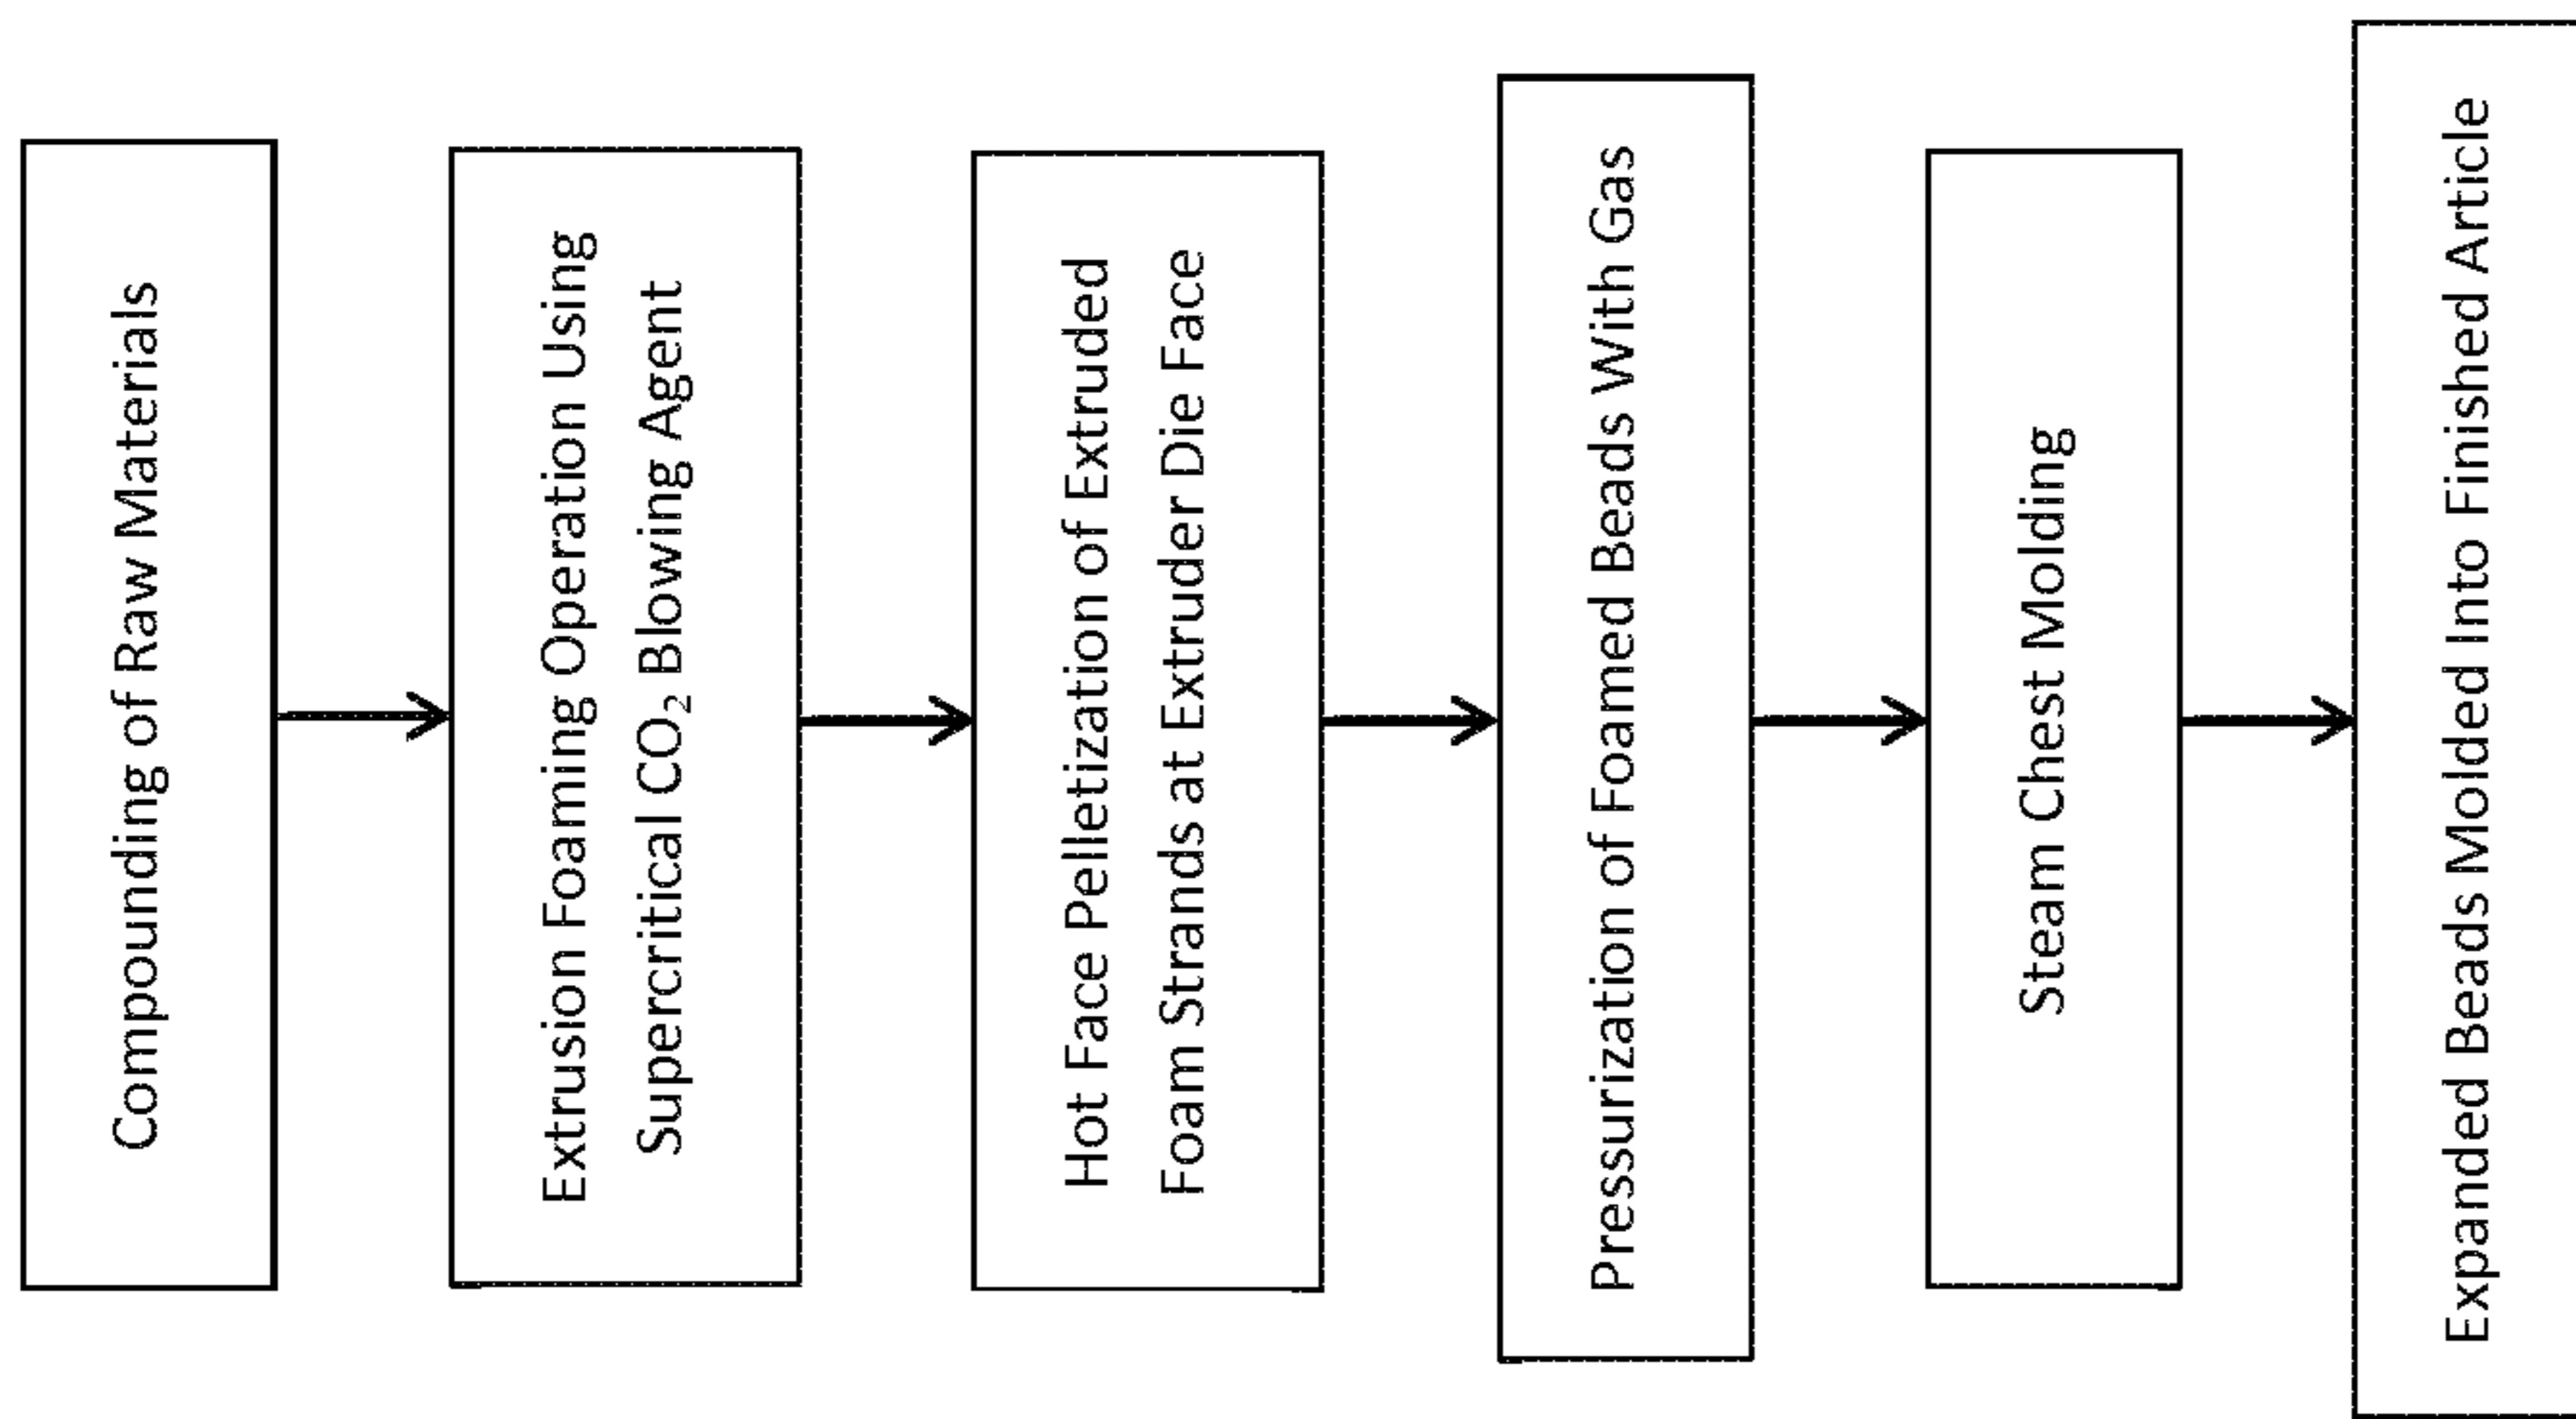 Compounding of Raw Materials
Extrusion Foaming Operation Using
Supercritical CO₂ Blowing Agent
Hot Face Pelletization of Extruded
Foam Strands at Extruder Die Face
Pressurization of Foamed Beads With Gas
Steam Chest Molding
Expanded Beads Molded Into Finished Article